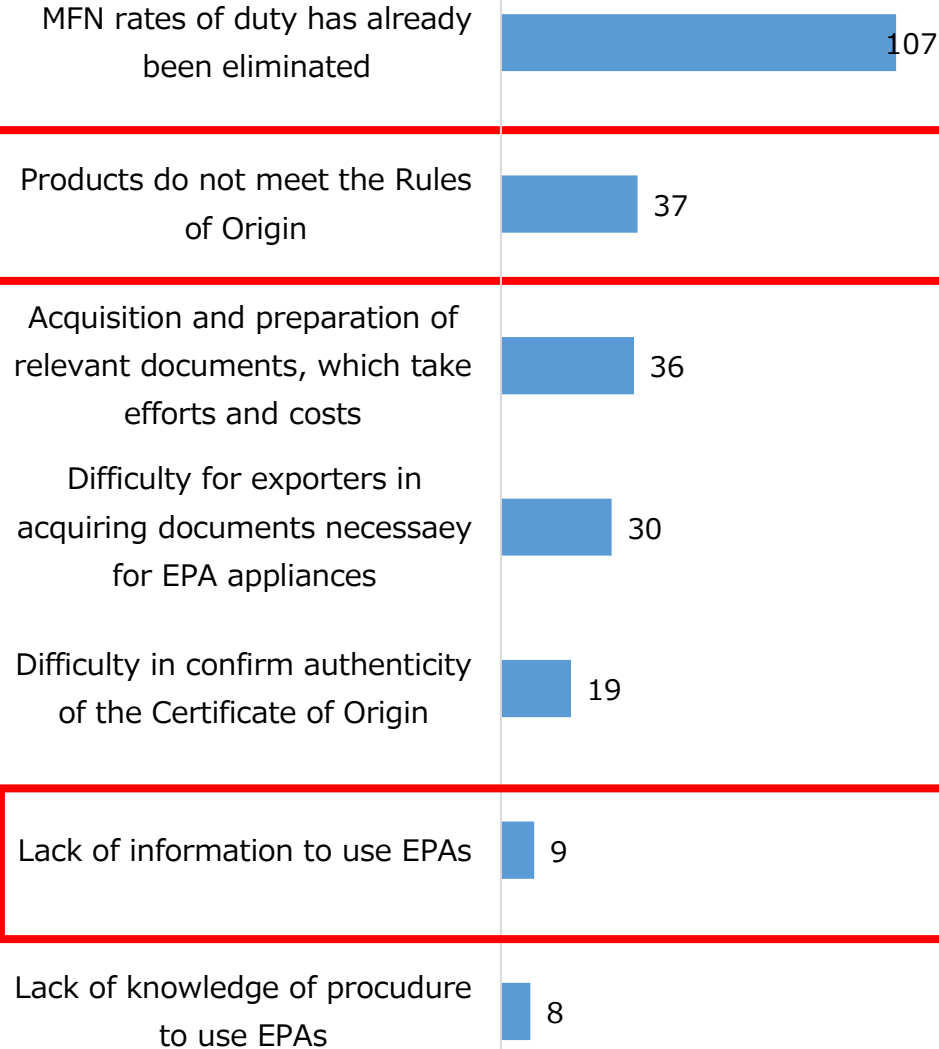 MFN rates of duty has already
been eliminated
107
Products do not meet the Rules
of Origin
37
Acquisition and preparation of
relevant documents, which take
efforts and costs
36
Difficulty for exporters in
acquiring documents necessaey
for EPA appliances
30
Difficulty in confirm authenticity
of the Certificate of Origin
19
Lack of information to use EPAs
9
Lack of knowledge of procudure
to use EPAs
8